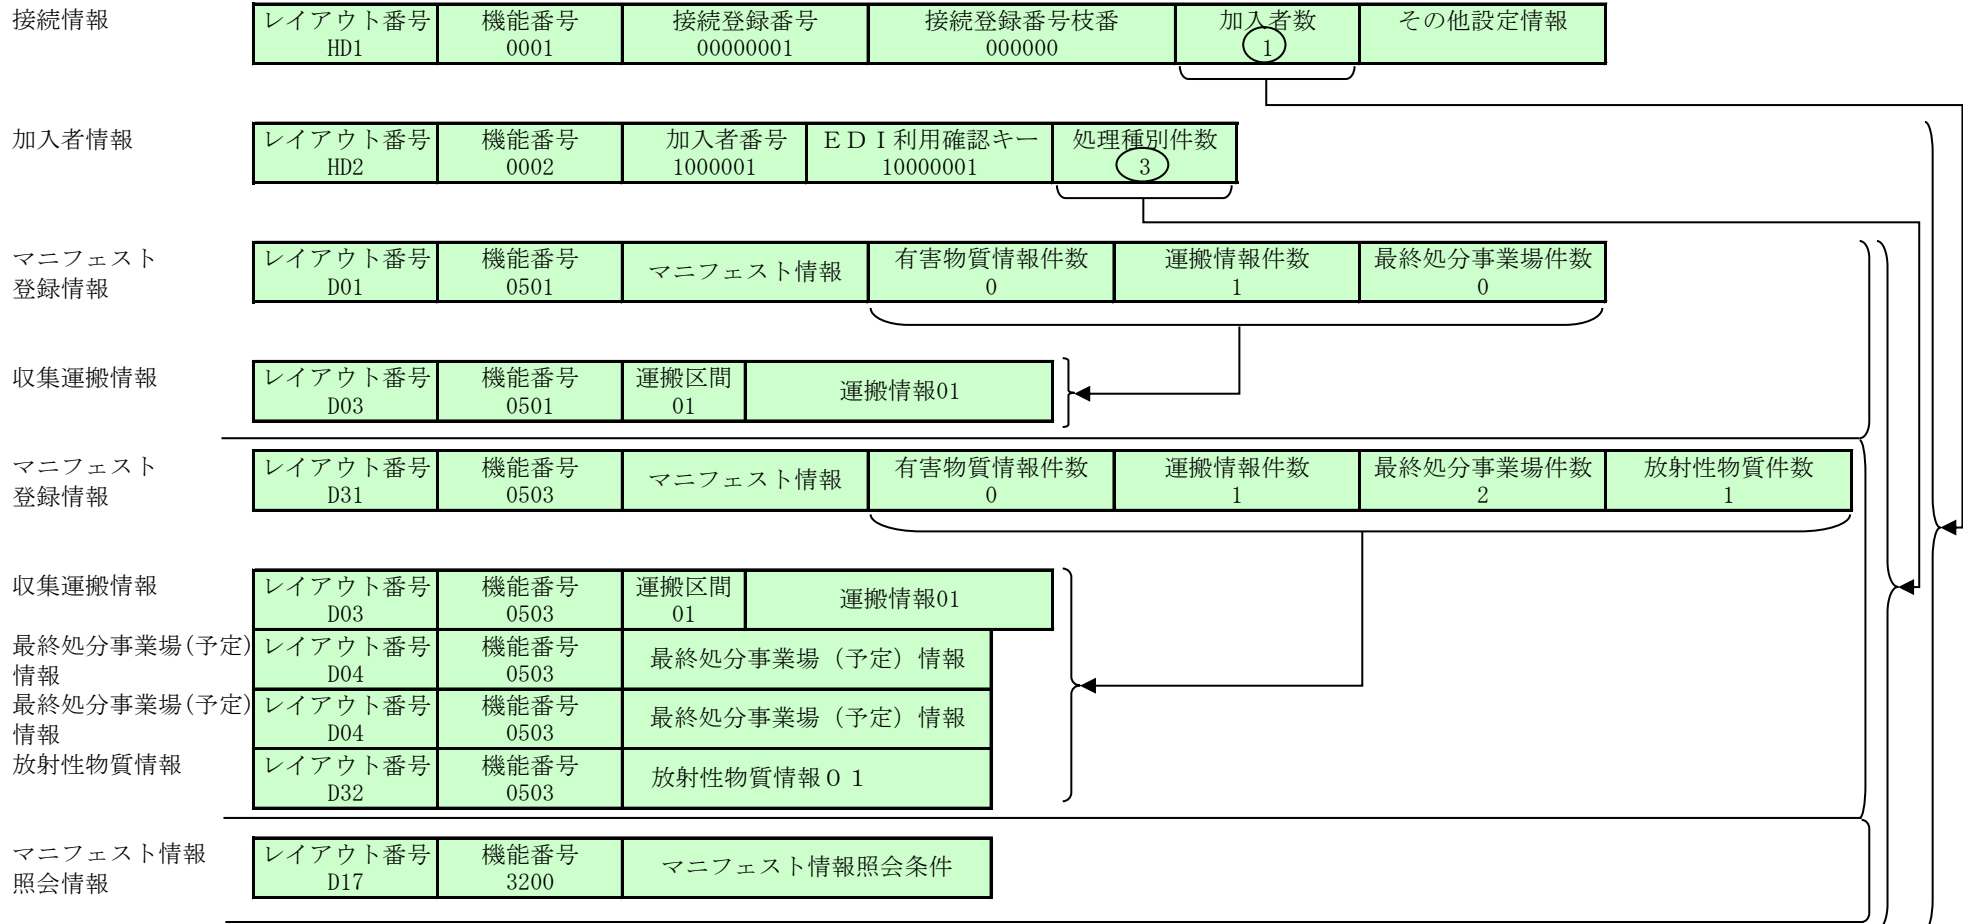 接続情報
レイアウト番号 機能番号 接続登録番号 接続登録番号枝番 加入者数 その他設定情報
HD1 0001 00000001 000000 1
加入者情報
レイアウト番号 機能番号 加入者番号 ＥＤＩ利用確認キー 処理種別件数
HD2 0002 1000001 10000001 3
マニフェスト
登録情報
レイアウト番号 機能番号 マニフェスト情報 有害物質情報件数 運搬情報件数 最終処分事業場件数
D01 0501 0 1 0
収集運搬情報
レイアウト番号 機能番号 運搬区間 運搬情報01
D03 0501 01
マニフェスト
登録情報
レイアウト番号 機能番号 マニフェスト情報 有害物質情報件数 運搬情報件数 最終処分事業場件数 放射性物質件数
D31 0503 0 1 2 1
収集運搬情報
レイアウト番号 機能番号 運搬区間 運搬情報01
D03 0503 01
最終処分事業場(予定)
情報
レイアウト番号 機能番号 最終処分事業場（予定）情報
D04 0503
最終処分事業場(予定)
情報
レイアウト番号 機能番号 最終処分事業場（予定）情報
D04 0503
放射性物質情報
レイアウト番号 機能番号 放射性物質情報０１
D32 0503
マニフェスト情報
照会情報
レイアウト番号 機能番号 マニフェスト情報照会条件
D17 3200